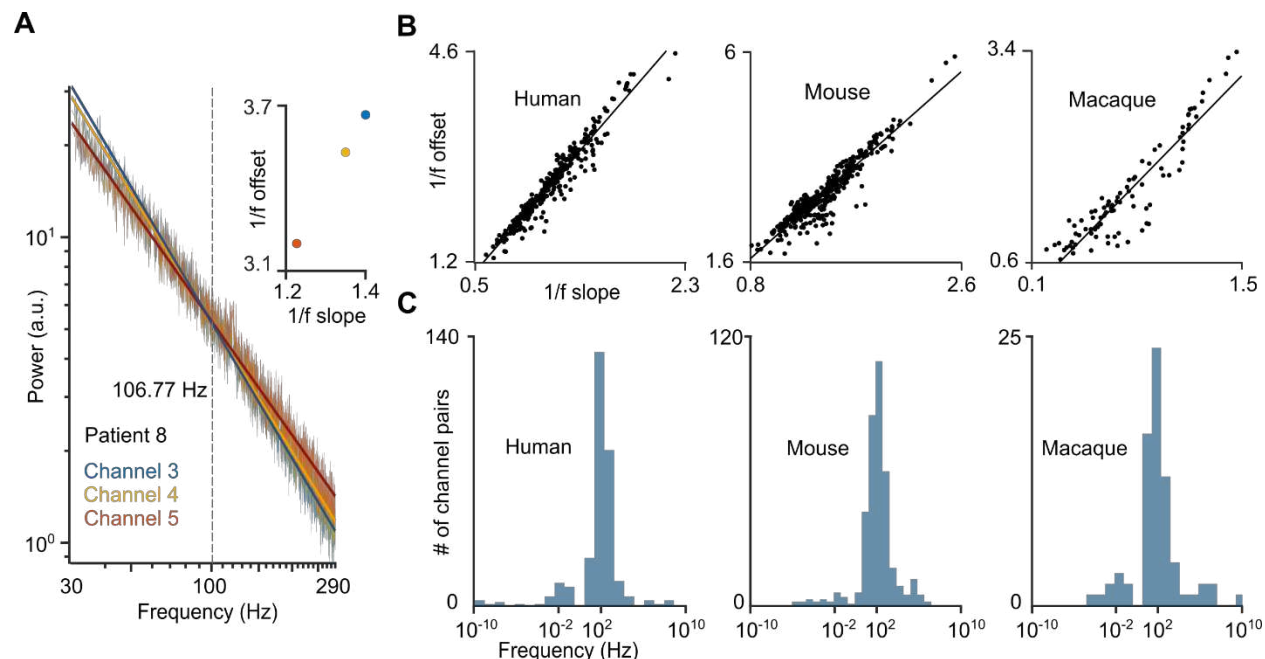 A
Power (a.u.)
10¹
10⁰
3.7
1/f offset
3.1
1.2
1.4
1/f slope
106.77 Hz
Patient 8
Channel 3
Channel 4
Channel 5
30
100
290
Frequency (Hz)
B
4.6
Human
1/f offset
1.2
0.5
1/f slope
2.3
6
Mouse
1.6
0.8
2.6
3.4
Macaque
0.6
0.1
1.5
C
140
Human
# of channel pairs
0
10⁻¹⁰
10⁻²
10²
10¹⁰
Frequency (Hz)
120
Mouse
0
10⁻¹⁰
10⁻²
10²
10¹⁰
25
Macaque
0
10⁻¹⁰
10⁻²
10²
10¹⁰